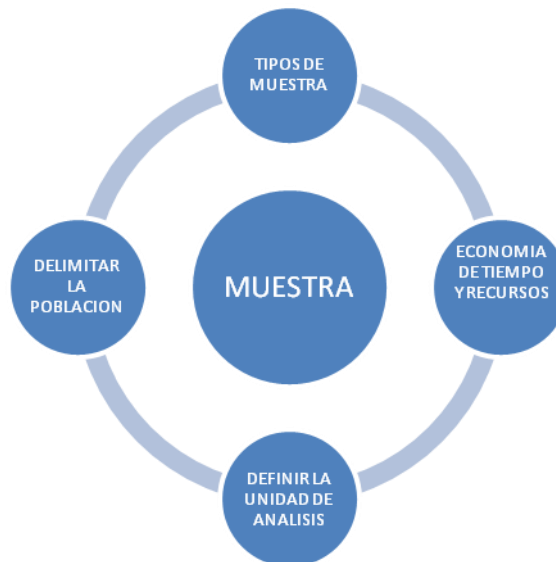 TIPOS DE
MUESTRA
DELIMITAR
LA
POBLACION
MUESTRA
ECONOMIA
DE TIEMPO
Y RECURSOS
DEFINIR LA
UNIDAD DE
ANALISIS